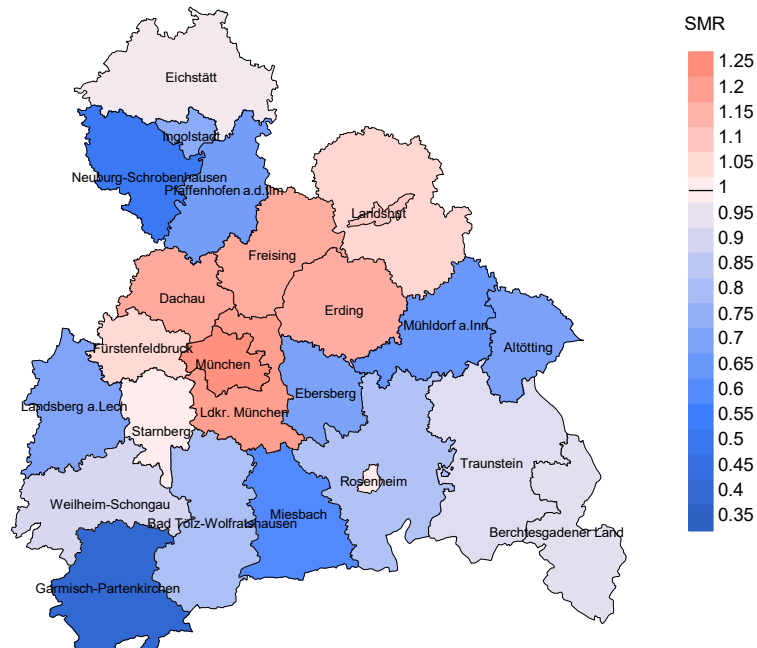 SMR
1.25
1.2
1.15
1.1
1.05
1
0.95
0.9
0.85
0.8
0.75
0.7
0.65
0.6
0.55
0.5
0.45
0.4
0.35
Eichstätt
Ingolstadt
Neuburg-Schrobenhausen
Pfaffenhofen a.d.Ilm
Landshut
Freising
Dachau
Erding
Mühldorf a.Inn
Altötting
Fürstenfeldbruck
München
Ebersberg
Landsberg a.Lech
Ldkr. München
Starnberg
Traunstein
Rosenheim
Weilheim-Schongau
Miesbach
Bad Tölz-Wolfratshausen
Berchtesgadener Land
Garmisch-Partenkirchen